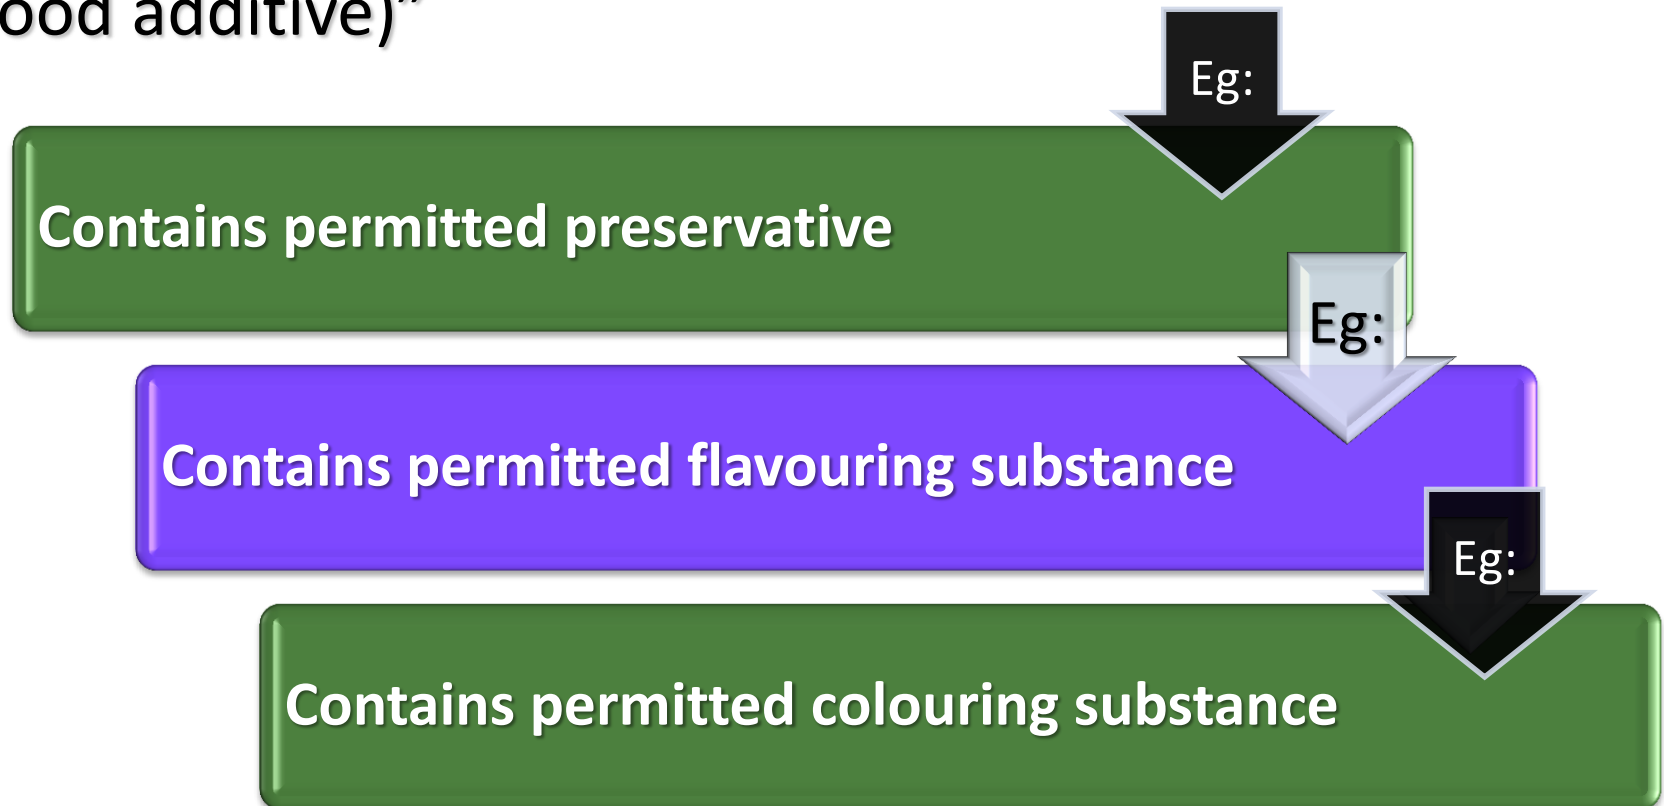 ood additive)”
Eg:
Contains permitted preservative
Eg:
Contains permitted flavouring substance
Eg:
Contains permitted colouring substance